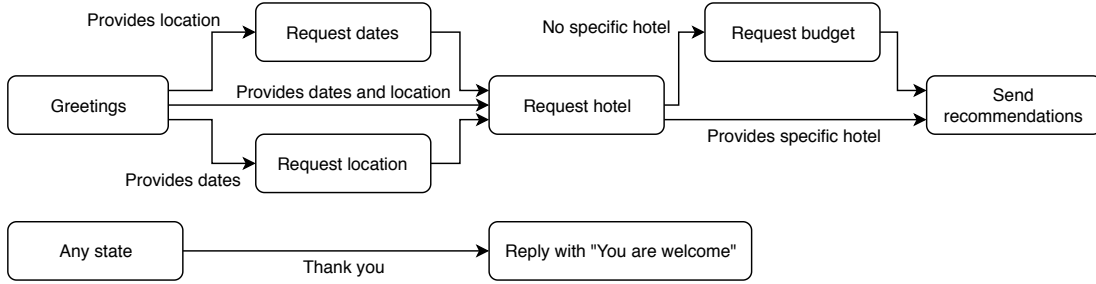 Provides location
Request dates
No specific hotel
Request budget
Greetings
Provides dates and location
Request hotel
Send
recommendations
Provides specific hotel
Request location
Provides dates
Any state
Thank you
Reply with "You are welcome"